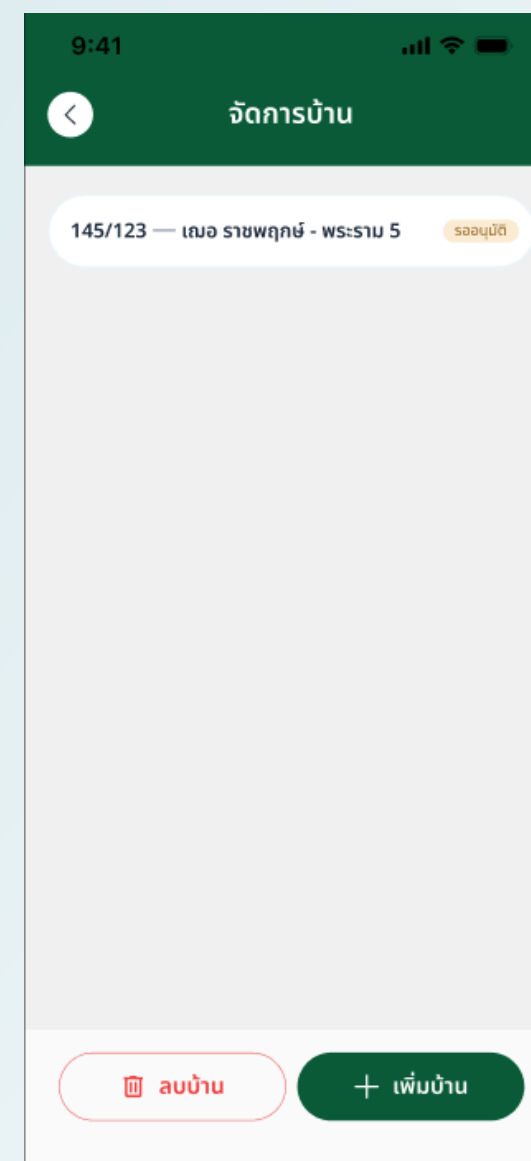 9:41
จัดการบ้าน
145/123 — เฌอ ราชพฤกษ์ - พระราม 5 รออนุมัติ
ลบบ้าน
เพิ่มบ้าน